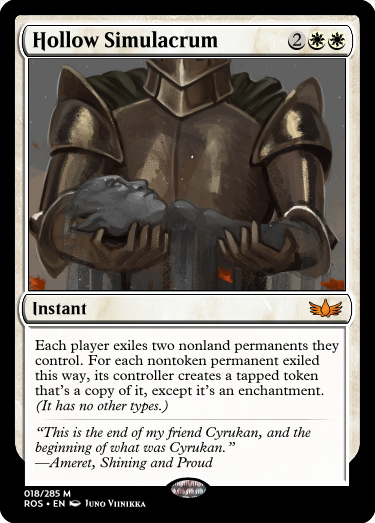 Hollow Simulacrum 2
Instant
Each player exiles two nonland permanents they
control. For each nontoken permanent exiled
this way, its controller creates a tapped token
that's a copy of it, except it's an enchantment.
(It has no other types.)
"This is the end of my friend Cyrukan, and the
beginning of what was Cyrukan."
—Ameret, Shining and Proud
018/285 M
ROS • EN Juno Viinikka